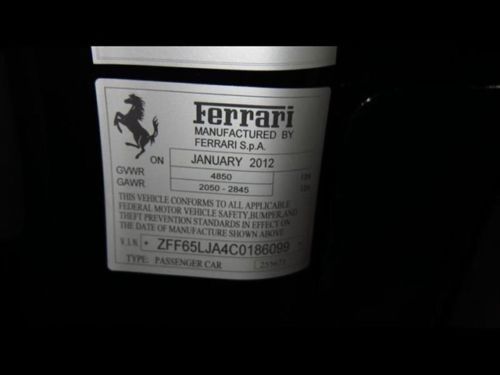 Ferrari
MANUFACTURED BY
FERRARI S.p.A.
ON JANUARY 2012
GVWR 4850
GAWR 2050 - 2845
THIS VEHICLE CONFORMS TO ALL APPLICABLE
FEDERAL MOTOR VEHICLE SAFETY, BUMPER, AND
THEFT PREVENTION STANDARDS IN EFFECT ON
THE DATE OF MANUFACTURE SHOWN ABOVE
V.I.N. * ZFF65LJA4C0186099
TYPE: PASSENGER CAR